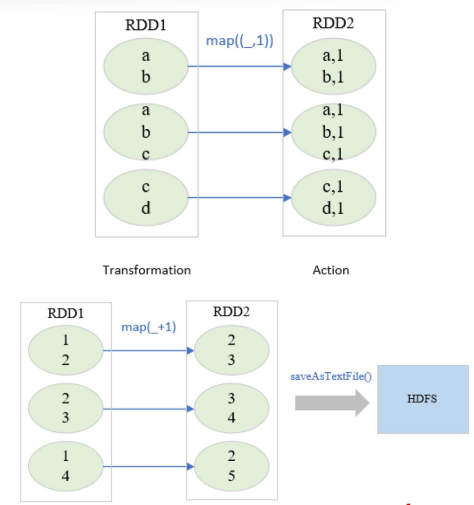 RDD1
RDD2
map((_,1))
a
b
a,1
b,1
a
b
c
a,1
b,1
c,1
c
d
c,1
d,1
Transformation
Action
RDD1
RDD2
map(_+1)
1
2
2
3
saveAsTextFile()
2
3
3
4
HDFS
1
4
2
5